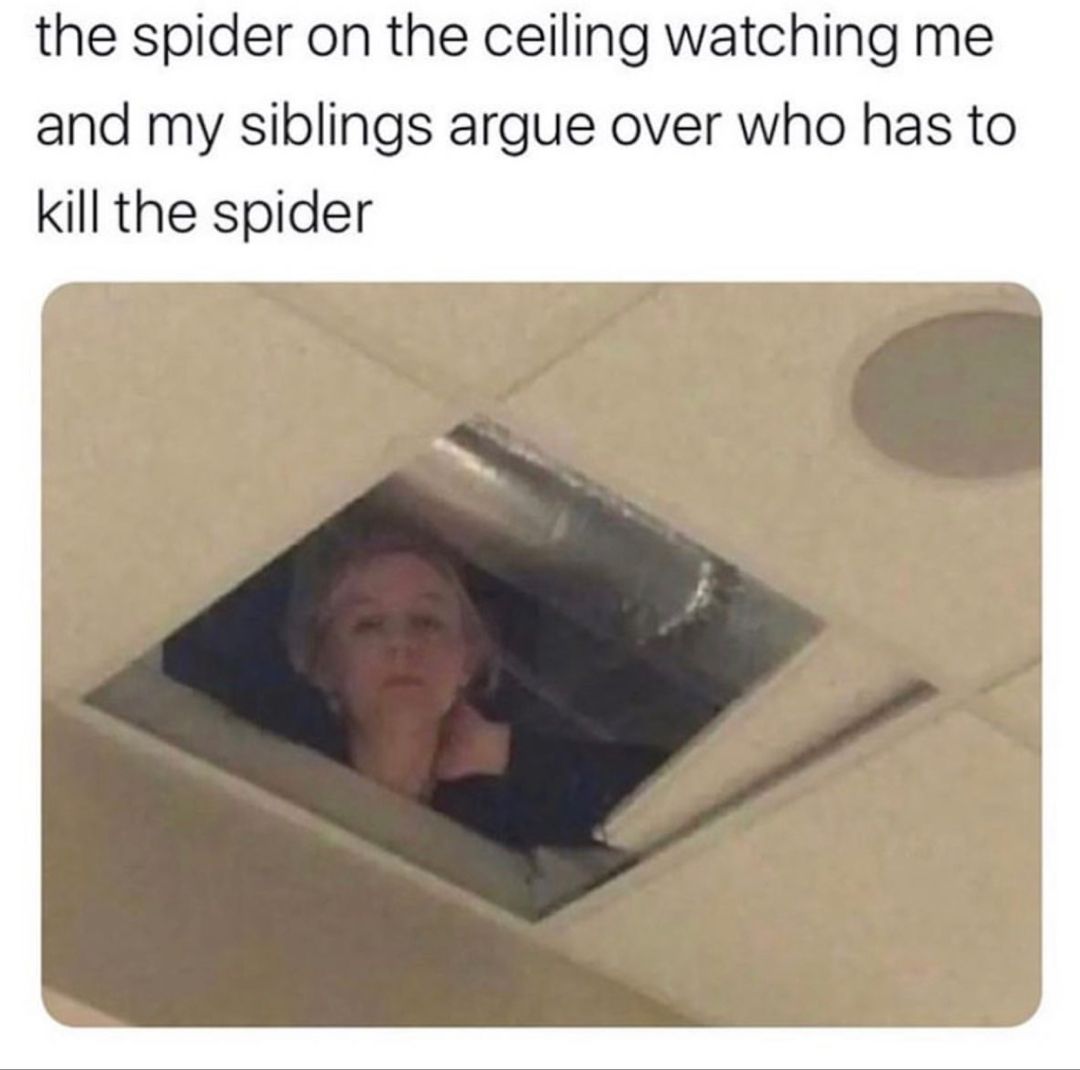 the spider on the ceiling watching me
and my siblings argue over who has to
kill the spider